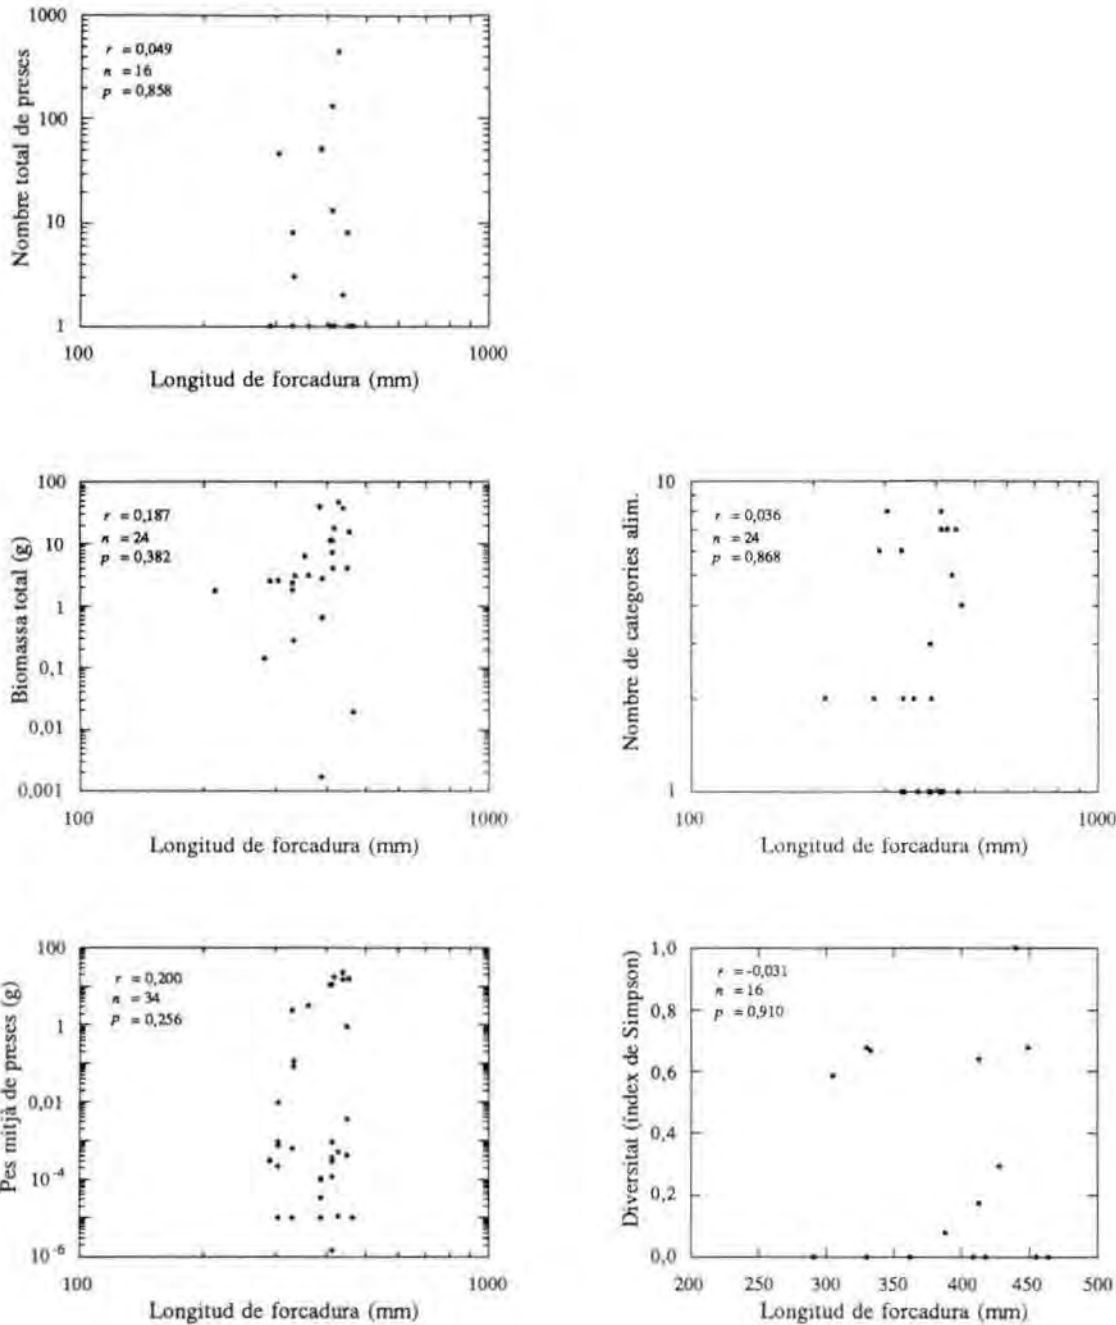 Nombre total de preses
1000
100
10
1
r = 0,049
n = 16
p = 0,858
100
1000
Longitud de forcadura (mm)
Biomassa total (g)
100
10
1
0,1
0,01
0,001
r = 0,187
n = 24
p = 0,382
100
1000
Longitud de forcadura (mm)
Nombre de categories alim.
10
1
r = 0,036
n = 24
p = 0,868
100
1000
Longitud de forcadura (mm)
Pes mitjà de preses (g)
100
1
0,01
10⁻⁴
10⁻⁶
r = 0,200
n = 34
p = 0,256
100
1000
Longitud de forcadura (mm)
Diversitat (índex de Simpson)
1,0
0,8
0,6
0,4
0,2
0,0
r = -0,031
n = 16
p = 0,910
200 250 300 350 400 450 500
Longitud de forcadura (mm)